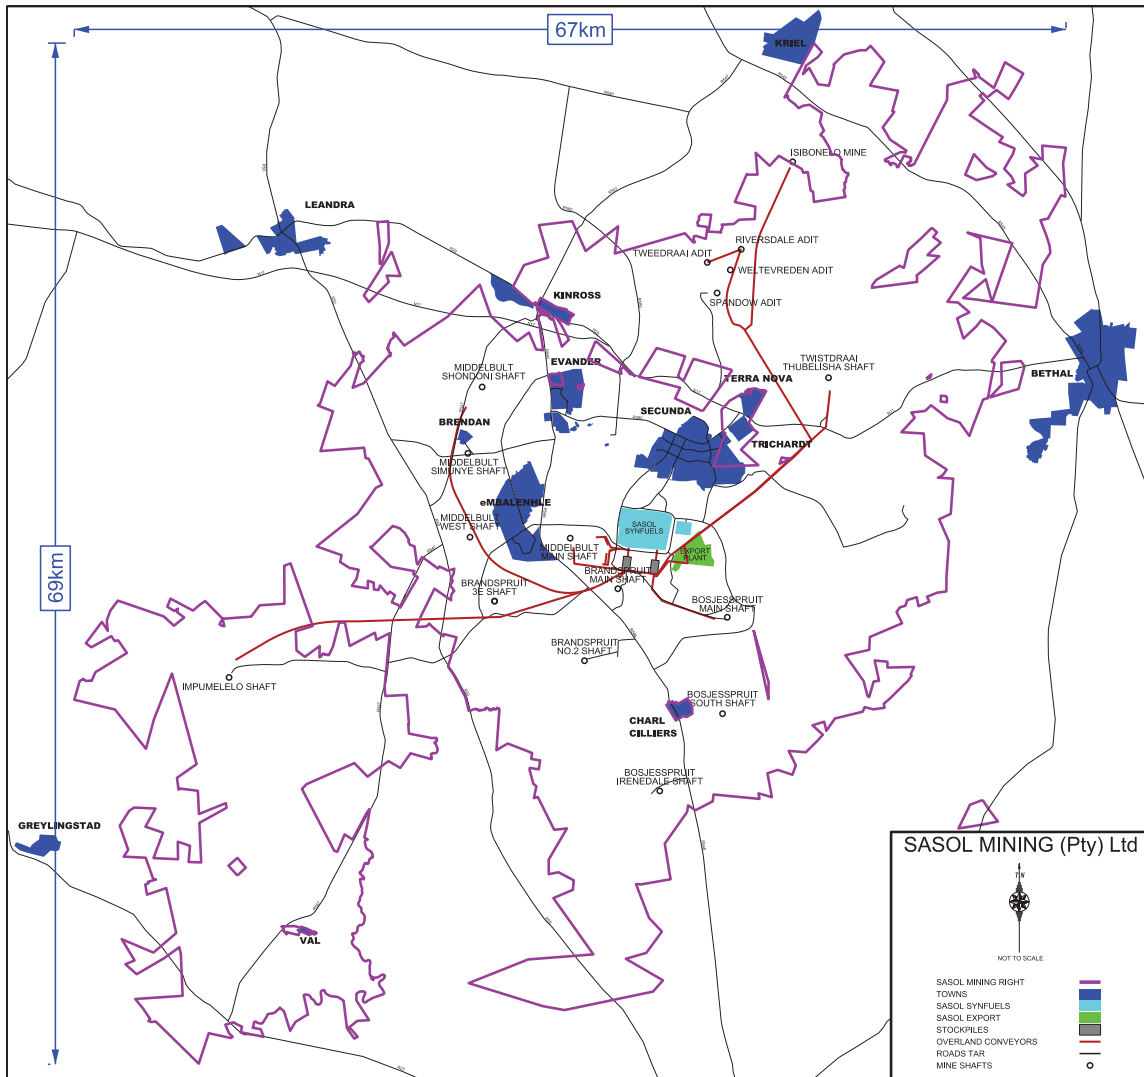 67km
KRIEL
ISIBONELO MINE
LEANDRA
RIVERSDALE ADIT
TWEEDRAAI ADIT
WELTEVREDEN ADIT
KINROSS
SPANDOW ADIT
EVANDER
MIDDELBULT
SHONDONI SHAFT
TWISTDRAAI
THUBELISHA SHAFT
TERRA NOVA
BETHAL
BRENDAN
SECUNDA
TRICHARDT
MIDDELBULT
SIMUNYE SHAFT
eMBALENHLE
MIDDELBULT
WEST SHAFT
SASOL
SYNFUELS
MIDDELBULT
MAIN SHAFT
EXPORT
PLANT
69km
BRANDSPRUIT
3E SHAFT
BRANDSPRUIT
MAIN SHAFT
BOSJESSPRUIT
MAIN SHAFT
BRANDSPRUIT
NO.2 SHAFT
IMPUMELELO SHAFT
BOSJESSPRUIT
SOUTH SHAFT
CHARL
CILLIERS
BOSJESSPRUIT
IRENEDALE SHAFT
GREYLINGSTAD
VAL
SASOL MINING (Pty) Ltd
T N
NOT TO SCALE
SASOL MINING RIGHT
TOWNS
SASOL SYNFUELS
SASOL EXPORT
STOCKPILES
OVERLAND CONVEYORS
ROADS TAR
MINE SHAFTS